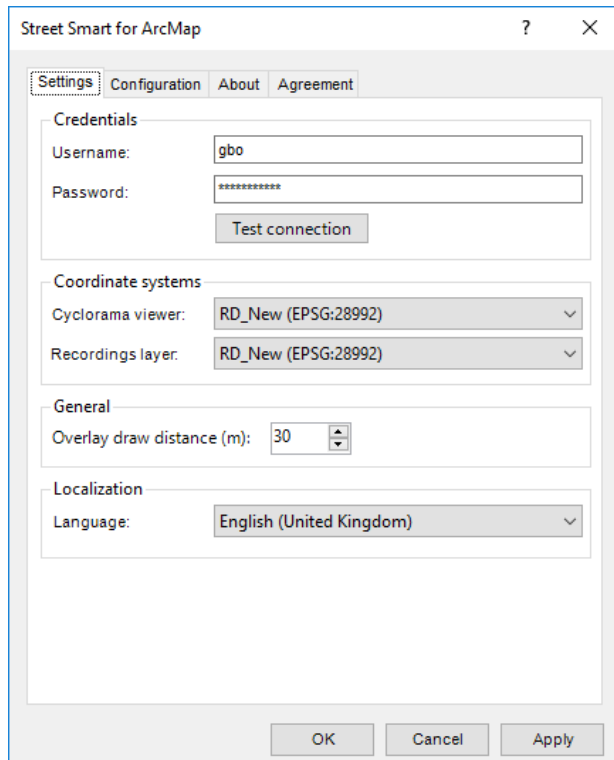 Street Smart for ArcMap ?
Settings Configuration About Agreement
Credentials
Username: gbo
Password: ***********
Test connection
Coordinate systems
Cyclorama viewer: RD_New (EPSG:28992)
Recordings layer: RD_New (EPSG:28992)
General
Overlay draw distance (m): 30
Localization
Language: English (United Kingdom)
OK Cancel Apply